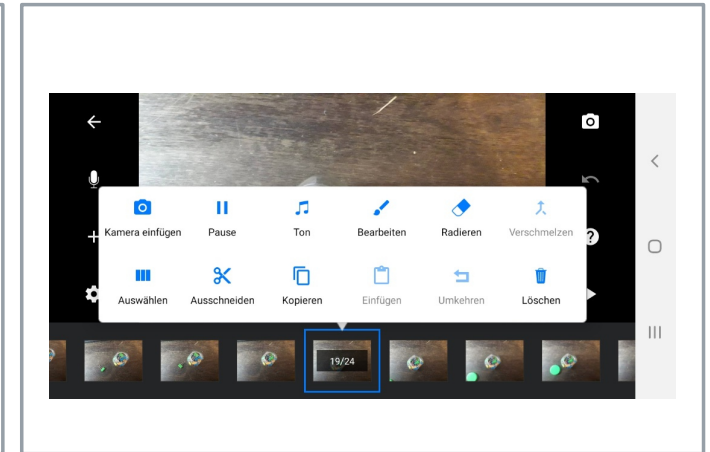 Kamera einfügen Pause Ton Bearbeiten Radieren Verschmelzen
Auswählen Ausschneiden Kopieren Einfügen Umkehren Löschen
19/24